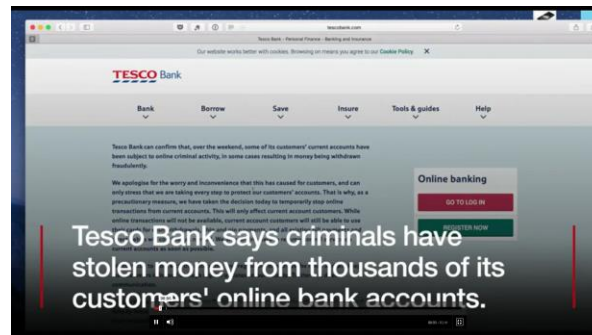 tescobank.com
Tesco Bank - Personal Finance - Banking and Insurance
Our website works better with cookies. Browsing on means you agree to our Cookie Policy. X
TESCO Bank
Bank Borrow Save Insure Tools & guides Help
Tesco Bank can confirm that, over the weekend, some of its customers' current accounts have
been subject to online criminal activity, in some cases resulting in money being withdrawn
fraudulently.
We apologise for the worry and inconvenience that this has caused for customers, and can
only stress that we are taking every step to protect our customers' accounts. That is why, as a
precautionary measure, we have taken the decision today to temporarily stop online
transactions from current accounts. This will only affect current account customers. While
online transactions will not be available, current account customers will still be able to use
current accounts as soon as possible.
Online banking
GO TO LOG IN
REGISTER NOW
Tesco Bank says criminals have
stolen money from thousands of its
customers' online bank accounts.